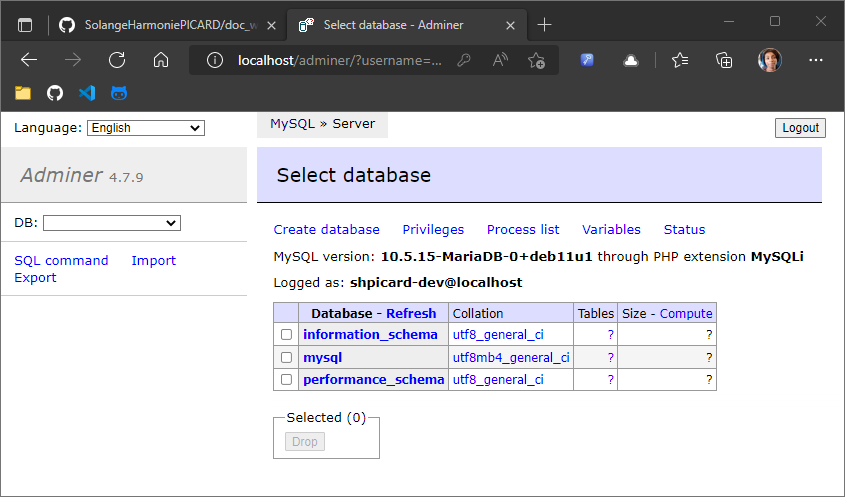 SolangeHarmoniePICARD/doc_w
Select database - Adminer
localhost/adminer/?username=...
Language: English
MySQL » Server
Logout
Adminer 4.7.9
Select database
DB:
SQL command Import
Export
Create database Privileges Process list Variables Status
MySQL version: 10.5.15-MariaDB-0+deb11u1 through PHP extension MySQLi
Logged as: shpicard-dev@localhost
Database - Refresh Collation Tables Size - Compute
information_schema utf8_general_ci ? ?
mysql utf8mb4_general_ci ? ?
performance_schema utf8_general_ci ? ?
Selected (0)
Drop